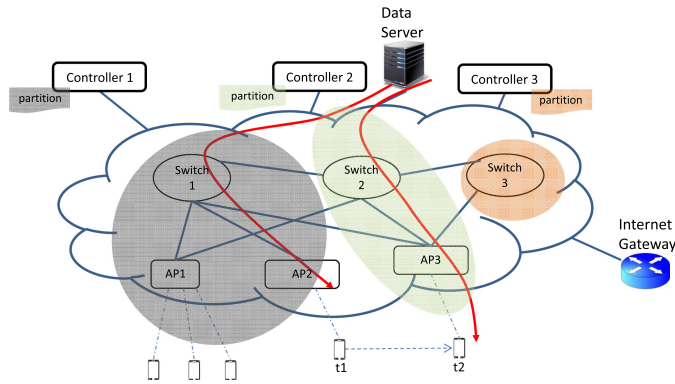 Data
Server
Controller 1
Controller 2
Controller 3
partition
partition
partition
Switch
1
Switch
2
Switch
3
Internet
Gateway
AP1
AP2
AP3
t1
t2